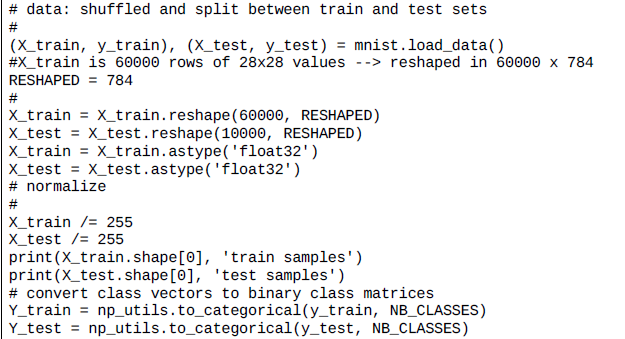 # data: shuffled and split between train and test sets
#
(X_train, y_train), (X_test, y_test) = mnist.load_data()
#X_train is 60000 rows of 28x28 values --> reshaped in 60000 x 784
RESHAPED = 784
#
X_train = X_train.reshape(60000, RESHAPED)
X_test = X_test.reshape(10000, RESHAPED)
X_train = X_train.astype('float32')
X_test = X_test.astype('float32')
# normalize
#
X_train /= 255
X_test /= 255
print(X_train.shape[0], 'train samples')
print(X_test.shape[0], 'test samples')
# convert class vectors to binary class matrices
Y_train = np_utils.to_categorical(y_train, NB_CLASSES)
Y_test = np_utils.to_categorical(y_test, NB_CLASSES)